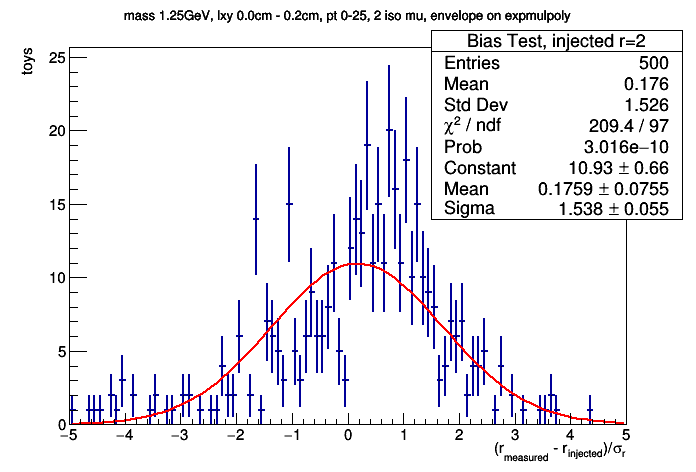 mass 1.25GeV, lxy 0.0cm - 0.2cm, pt 0-25, 2 iso mu, envelope on expmulpoly
Bias Test, injected r=2
Entries 500
Mean 0.176
Std Dev 1.526
χ² / ndf 209.4 / 97
Prob 3.016e−10
Constant 10.93 ± 0.66
Mean 0.1759 ± 0.0755
Sigma 1.538 ± 0.055
toys
25
20
15
10
5
0
−5 −4 −3 −2 −1 0 1 2 3 4 5
(r_measured - r_injected)/σ_r